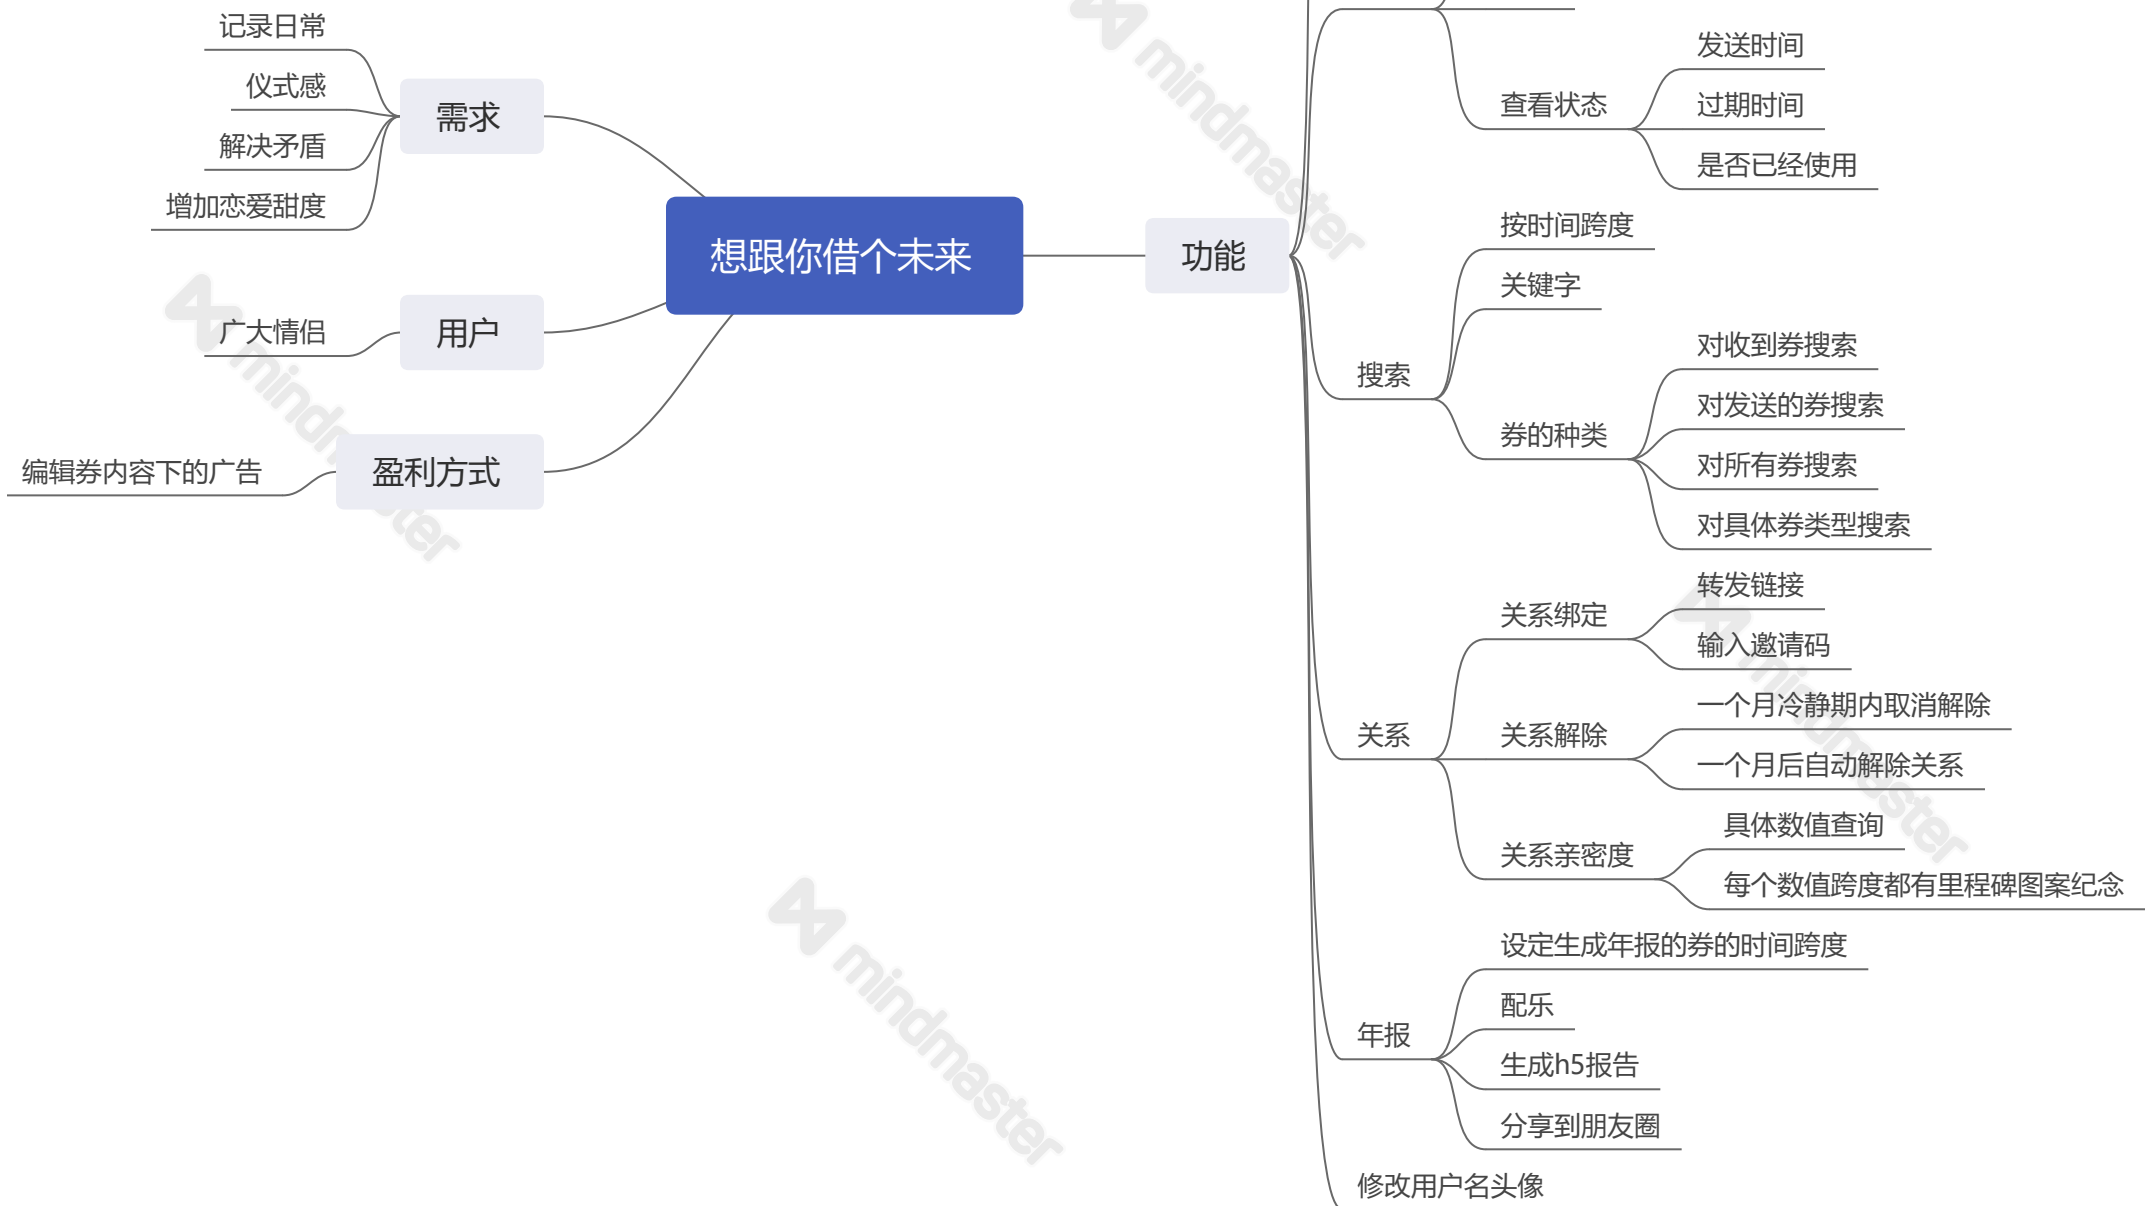 想跟你借个未来
需求
记录日常
仪式感
解决矛盾
增加恋爱甜度
用户
广大情侣
盈利方式
编辑券内容下的广告
功能
查看状态
发送时间
过期时间
是否已经使用
搜索
按时间跨度
关键字
券的种类
对收到券搜索
对发送的券搜索
对所有券搜索
对具体券类型搜索
关系
关系绑定
转发链接
输入邀请码
关系解除
一个月冷静期内取消解除
一个月后自动解除关系
关系亲密度
具体数值查询
每个数值跨度都有里程碑图案纪念
年报
设定生成年报的券的时间跨度
配乐
生成h5报告
分享到朋友圈
修改用户名头像
mindmaster
mindmaster
mindmaster
mindmaster